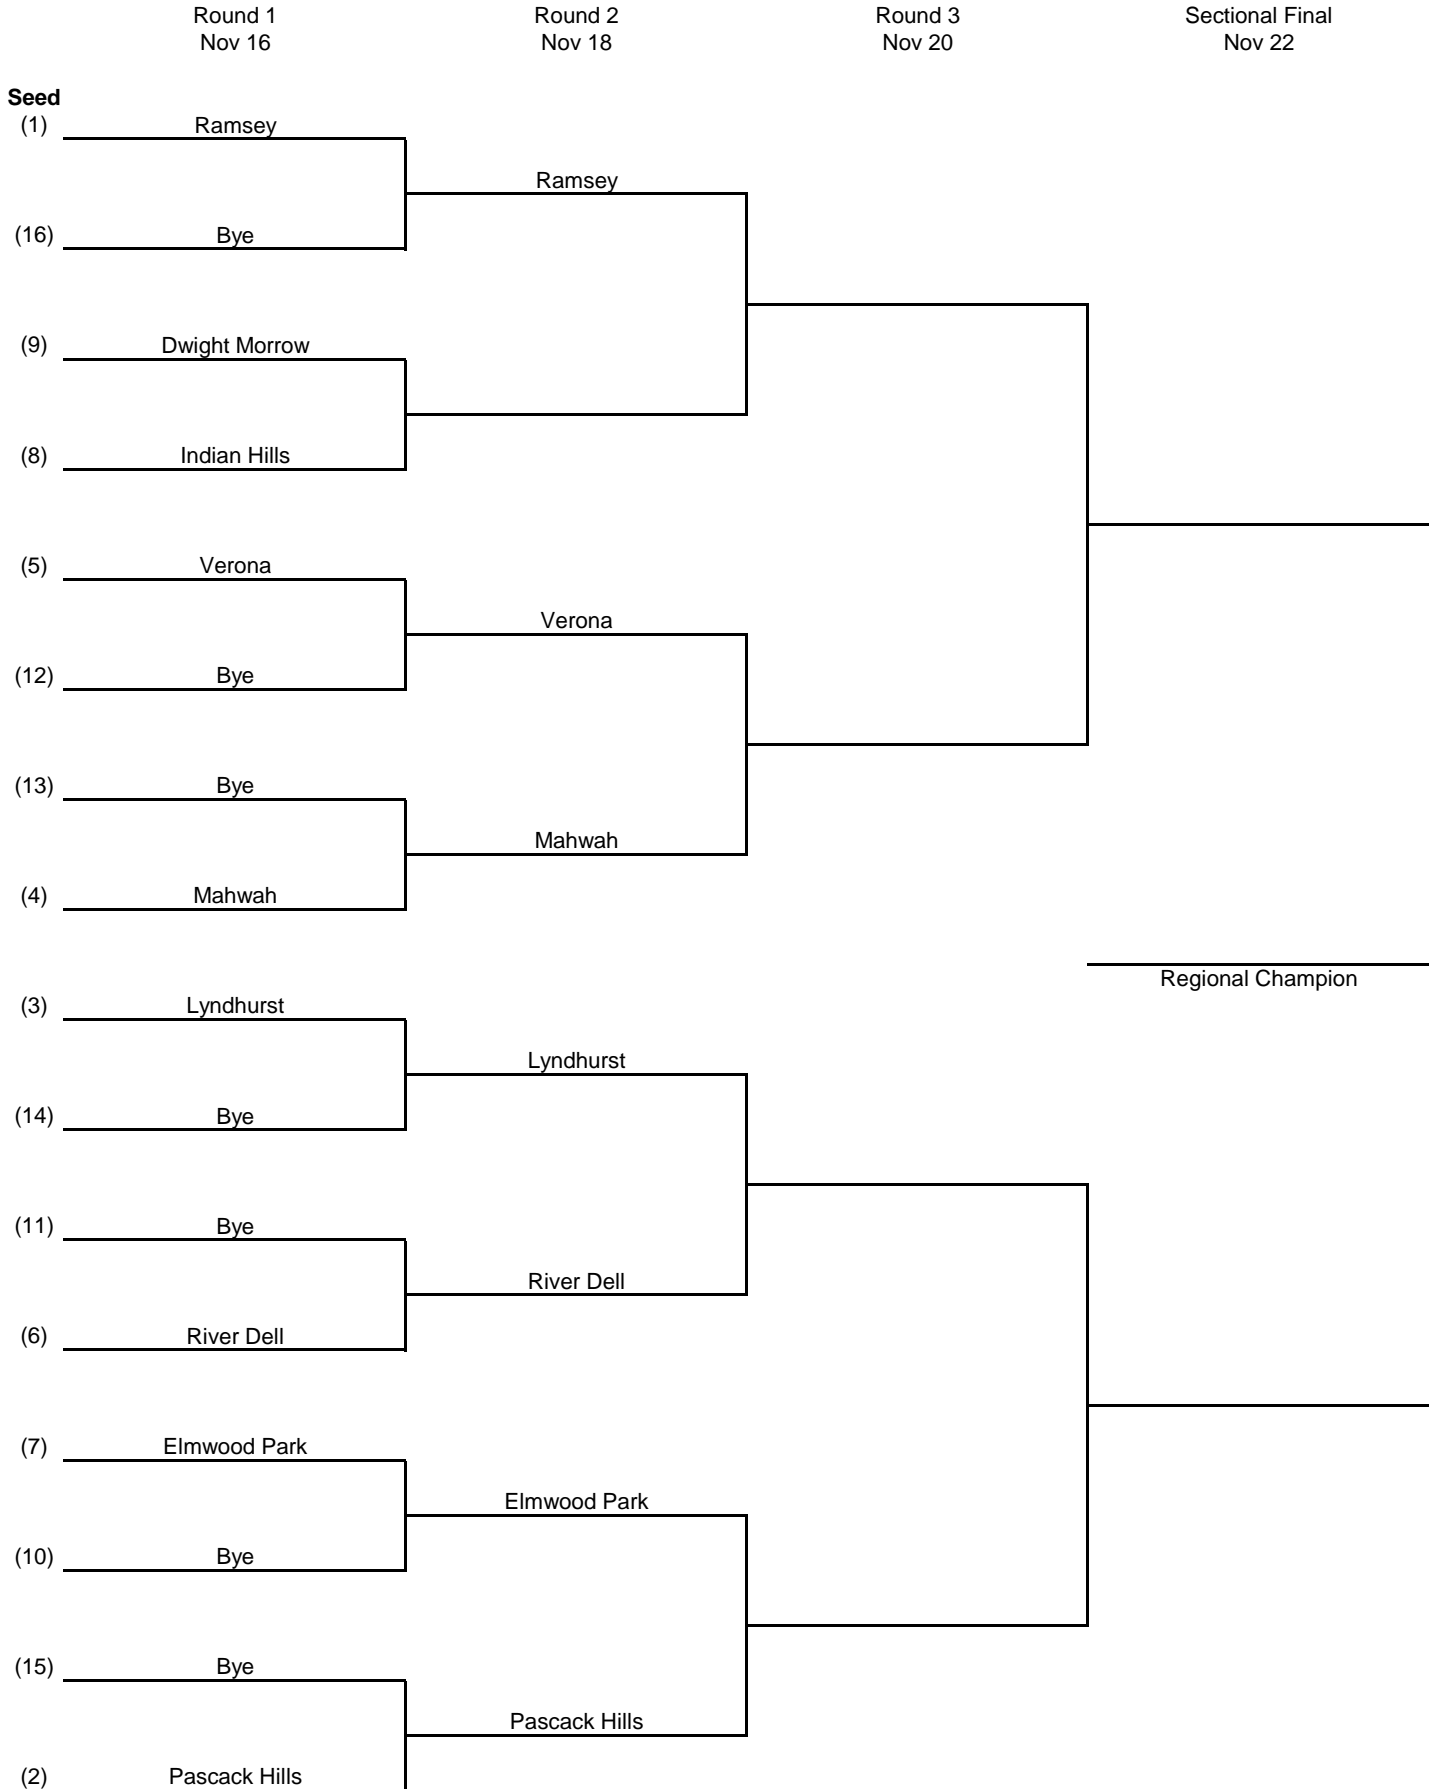 Round 1 Round 2 Round 3 Sectional Final
Nov 16 Nov 18 Nov 20 Nov 22
Seed
(1) Ramsey
Ramsey
(16) Bye
(9) Dwight Morrow
(8) Indian Hills
(5) Verona
Verona
(12) Bye
(13) Bye
Mahwah
(4) Mahwah
Regional Champion
(3) Lyndhurst
Lyndhurst
(14) Bye
(11) Bye
River Dell
(6) River Dell
(7) Elmwood Park
Elmwood Park
(10) Bye
(15) Bye
Pascack Hills
(2) Pascack Hills